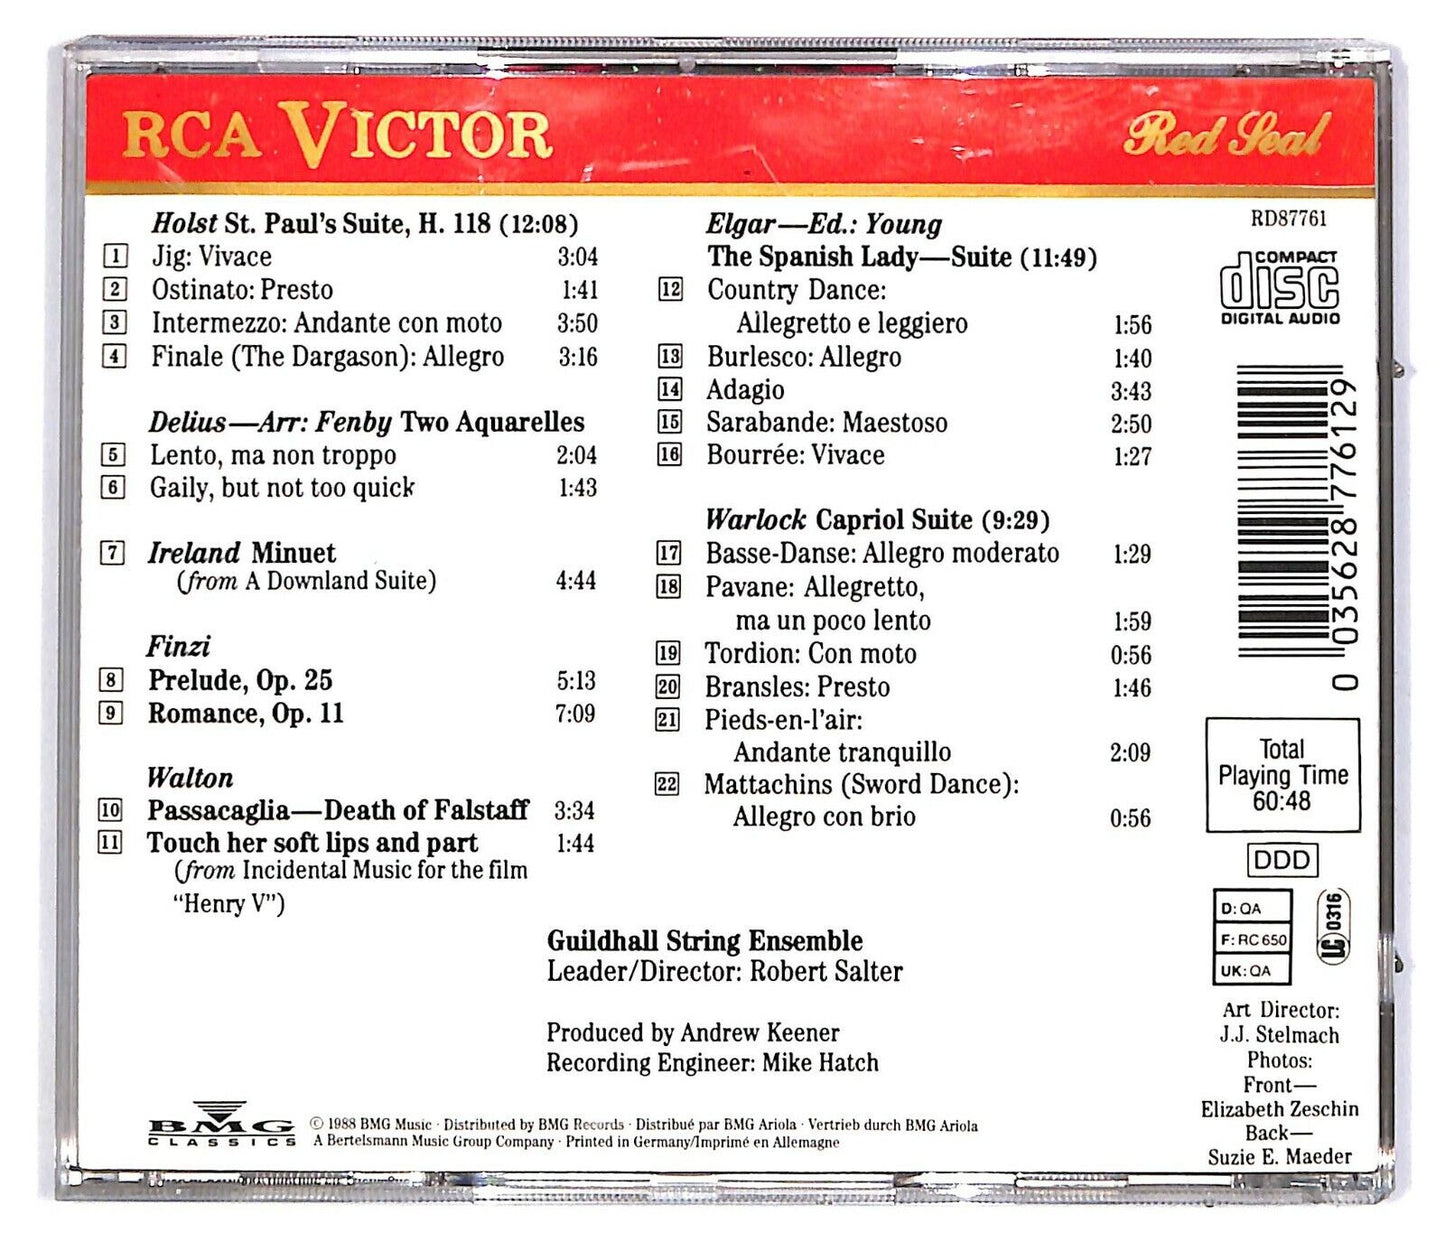 RCA VICTOR
Red Seal
Holst St. Paul's Suite, H. 118 (12:08)
1 Jig: Vivace 3:04
2 Ostinato: Presto 1:41
3 Intermezzo: Andante con moto 3:50
4 Finale (The Dargason): Allegro 3:16
Delius—Arr: Fenby Two Aquarelles
5 Lento, ma non troppo 2:04
6 Gaily, but not too quick 1:43
7 Ireland Minuet
(from A Downland Suite) 4:44
Finzi
8 Prelude, Op. 25 5:13
9 Romance, Op. 11 7:09
Walton
10 Passacaglia—Death of Falstaff 3:34
11 Touch her soft lips and part 1:44
(from Incidental Music for the film
"Henry V")
Elgar—Ed.: Young
The Spanish Lady—Suite (11:49)
12 Country Dance:
Allegretto e leggiero 1:56
13 Burlesco: Allegro 1:40
14 Adagio 3:43
15 Sarabande: Maestoso 2:50
16 Bourrée: Vivace 1:27
Warlock Capriol Suite (9:29)
17 Basse-Danse: Allegro moderato 1:29
18 Pavane: Allegretto,
ma un poco lento 1:59
19 Tordion: Con moto 0:56
20 Bransles: Presto 1:46
21 Pieds-en-l'air:
Andante tranquillo 2:09
22 Mattachins (Sword Dance):
Allegro con brio 0:56
Guildhall String Ensemble
Leader/Director: Robert Salter
Produced by Andrew Keener
Recording Engineer: Mike Hatch
BMG
CLASSICS
© 1988 BMG Music · Distributed by BMG Records · Distribué par BMG Ariola · Vertrieb durch BMG Ariola
A Bertelsmann Music Group Company · Printed in Germany/Imprimé en Allemagne
RD87761
COMPACT
disc
DIGITAL AUDIO
0 035628 776129
Total
Playing Time
60:48
DDD
D: QA
F: RC 650
UK: QA
LC 0316
Art Director:
J.J. Stelmach
Photos:
Front—
Elizabeth Zeschin
Back—
Suzie E. Maeder